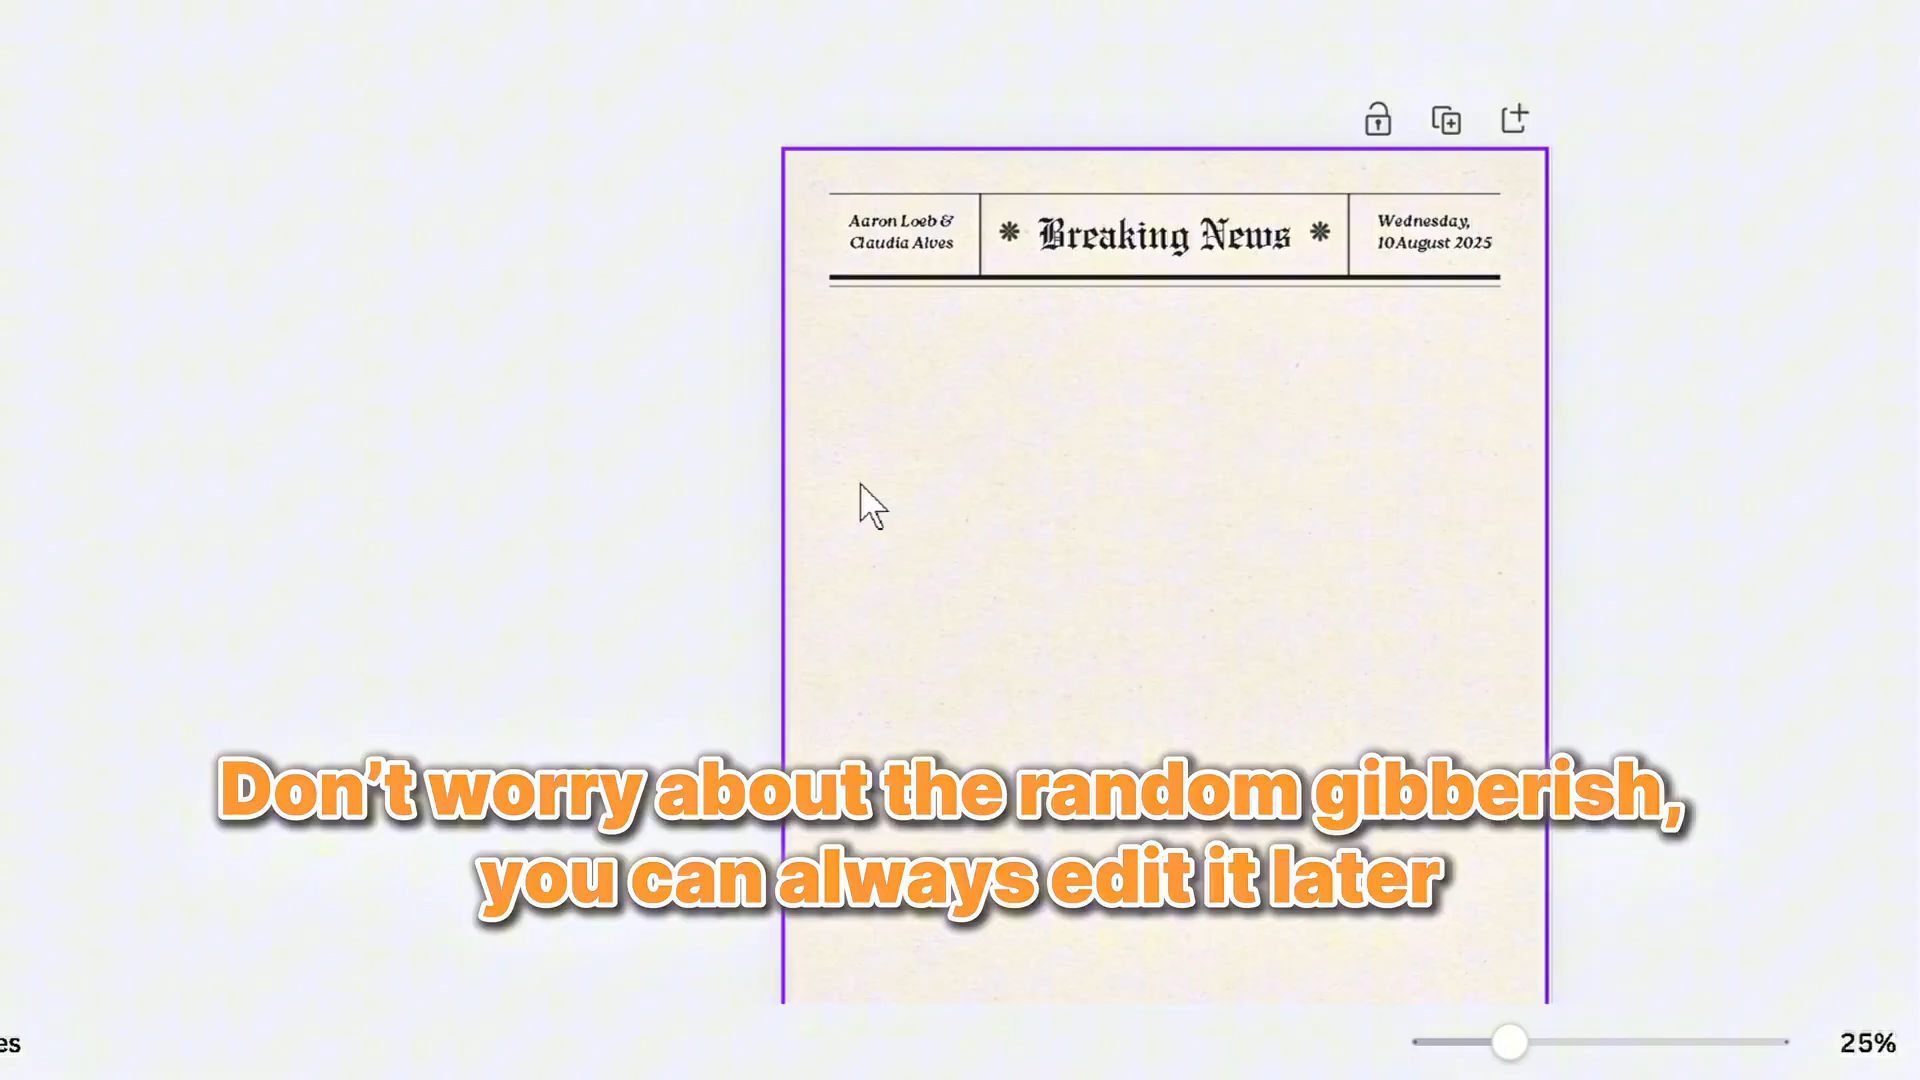 Aaron Loeb &
Claudia Alves
Breaking News
Wednesday,
10 August 2025
Don't worry about the random gibberish,
you can always edit it later
es
25%